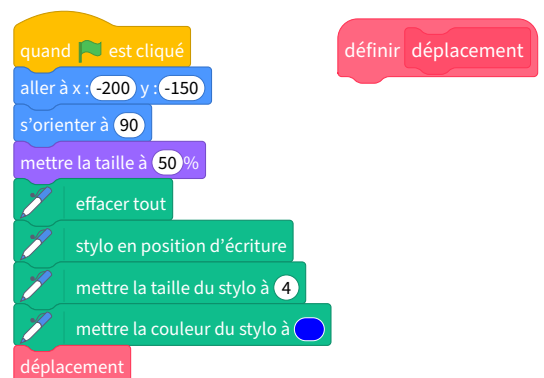 quand est cliqué
aller à x : -200 y : -150
s’orienter à 90
mettre la taille à 50 %
effacer tout
stylo en position d’écriture
mettre la taille du stylo à 4
mettre la couleur du stylo à
déplacement
définir déplacement